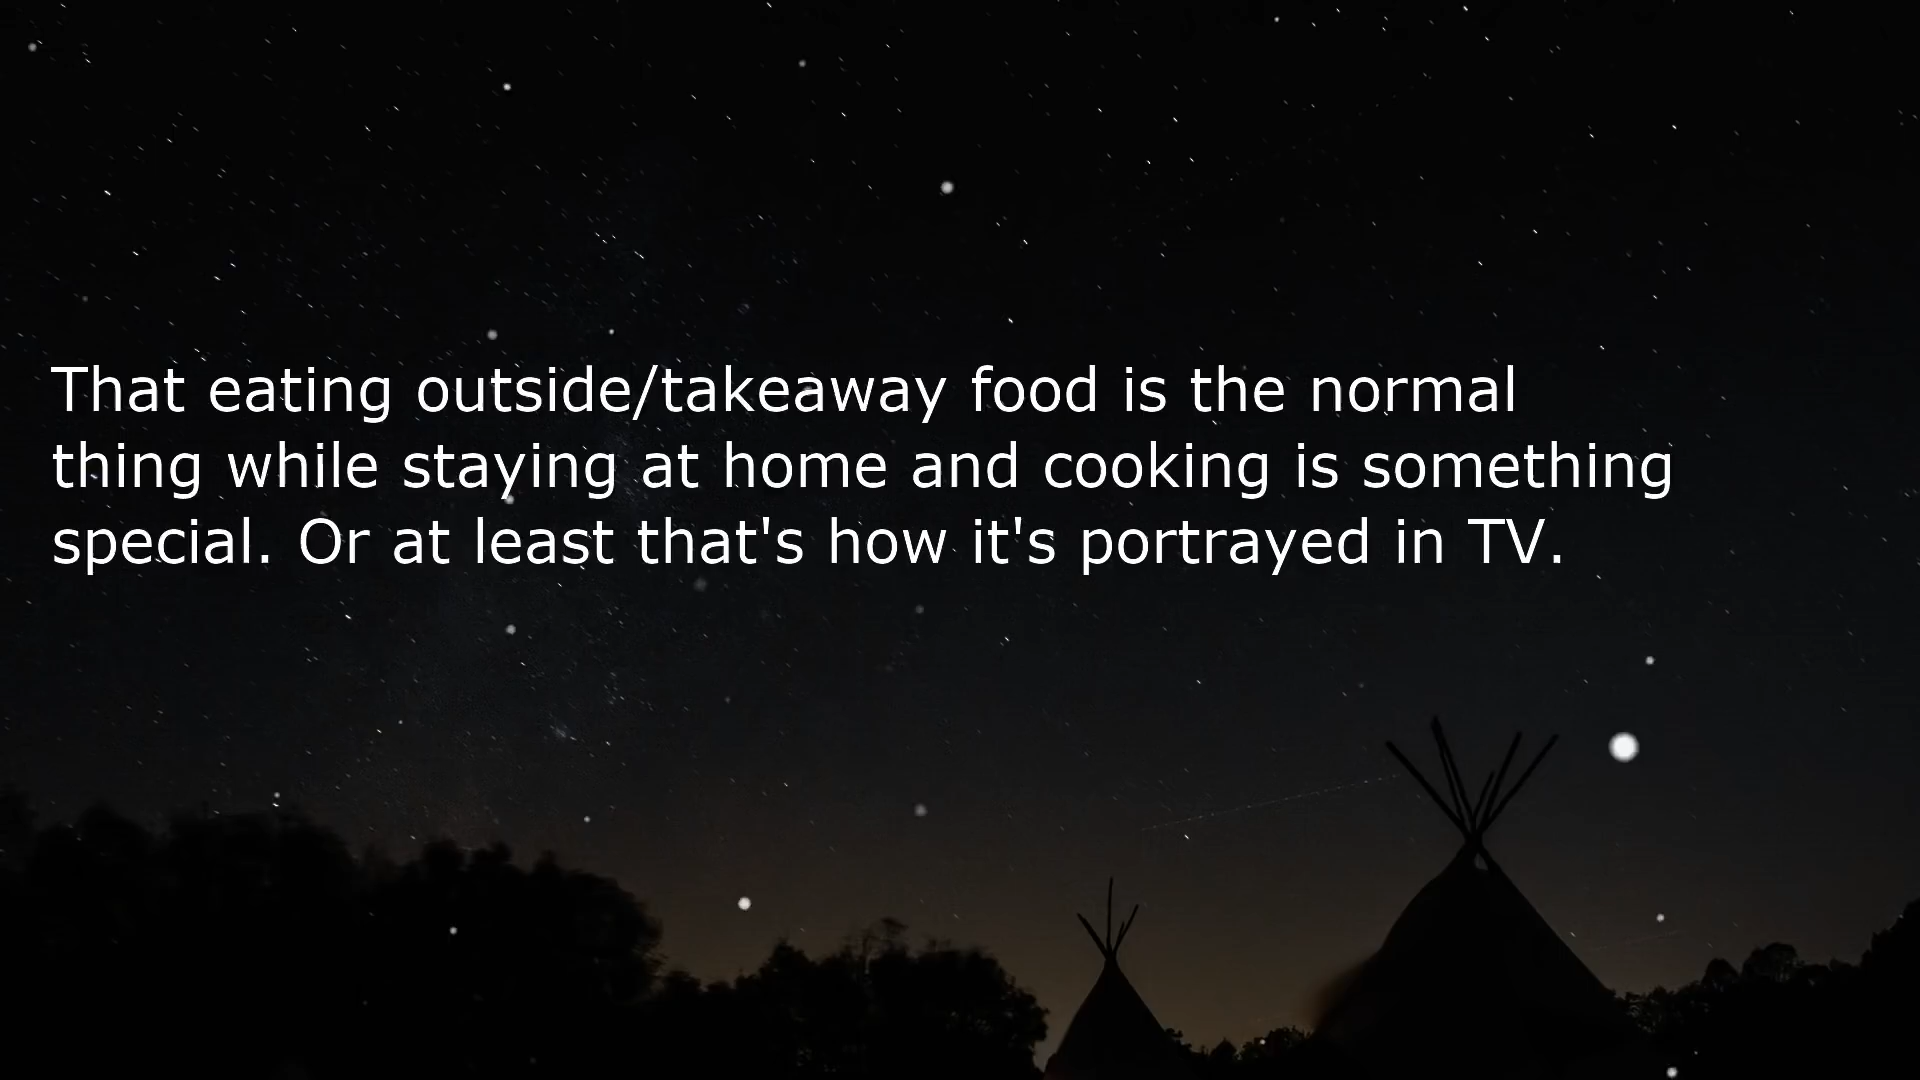 That eating outside/takeaway food is the normal
thing while staying at home and cooking is something
special. Or at least that's how it's portrayed in TV.